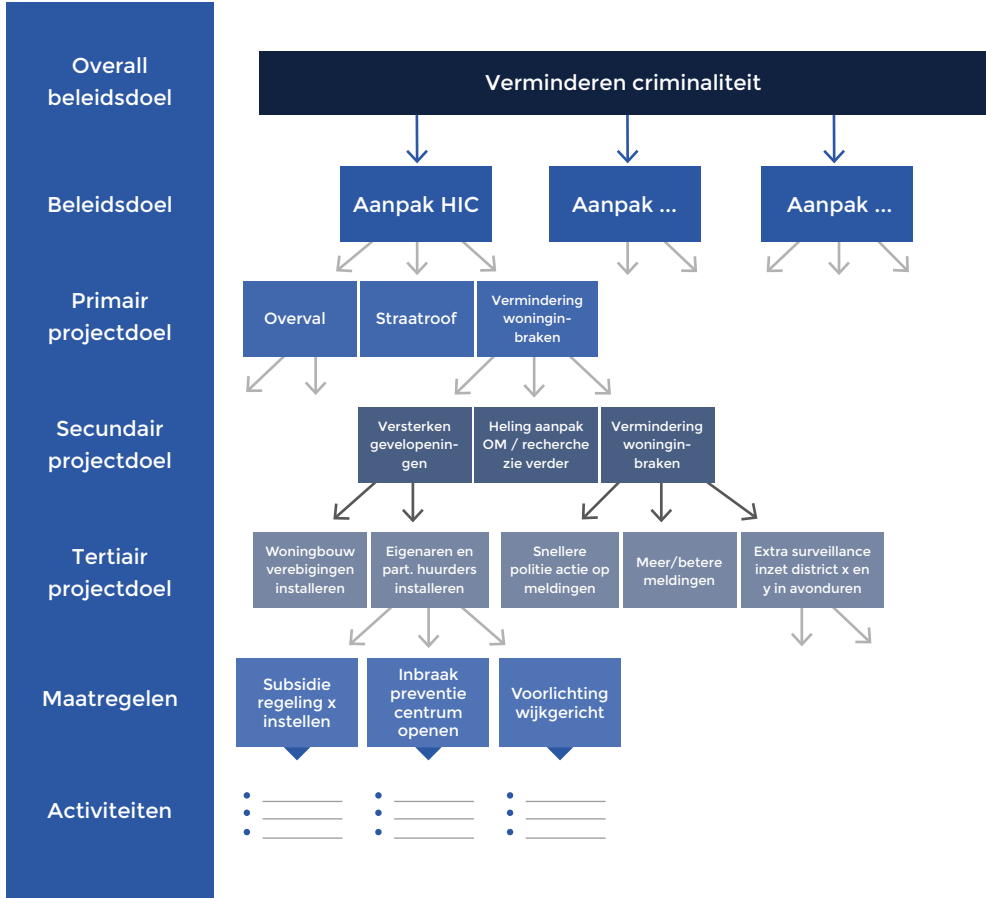 Overall
beleidsdoel
Verminderen criminaliteit
Beleidsdoel
Aanpak HIC
Aanpak ...
Aanpak ...
Primair
projectdoel
Overval
Straatroof
Vermindering
woningin-
braken
Secundair
projectdoel
Versterken
gevelopenin-
gen
Heling aanpak
OM / recherche
zie verder
Vermindering
woningin-
braken
Tertiair
projectdoel
Woningbouw
verebigingen
installeren
Eigenaren en
part. huurders
installeren
Snellere
politie actie op
meldingen
Meer/betere
meldingen
Extra surveillance
inzet district x en
y in avonduren
Maatregelen
Subsidie
regeling x
instellen
Inbraak
preventie
centrum
openen
Voorlichting
wijkgericht
Activiteiten